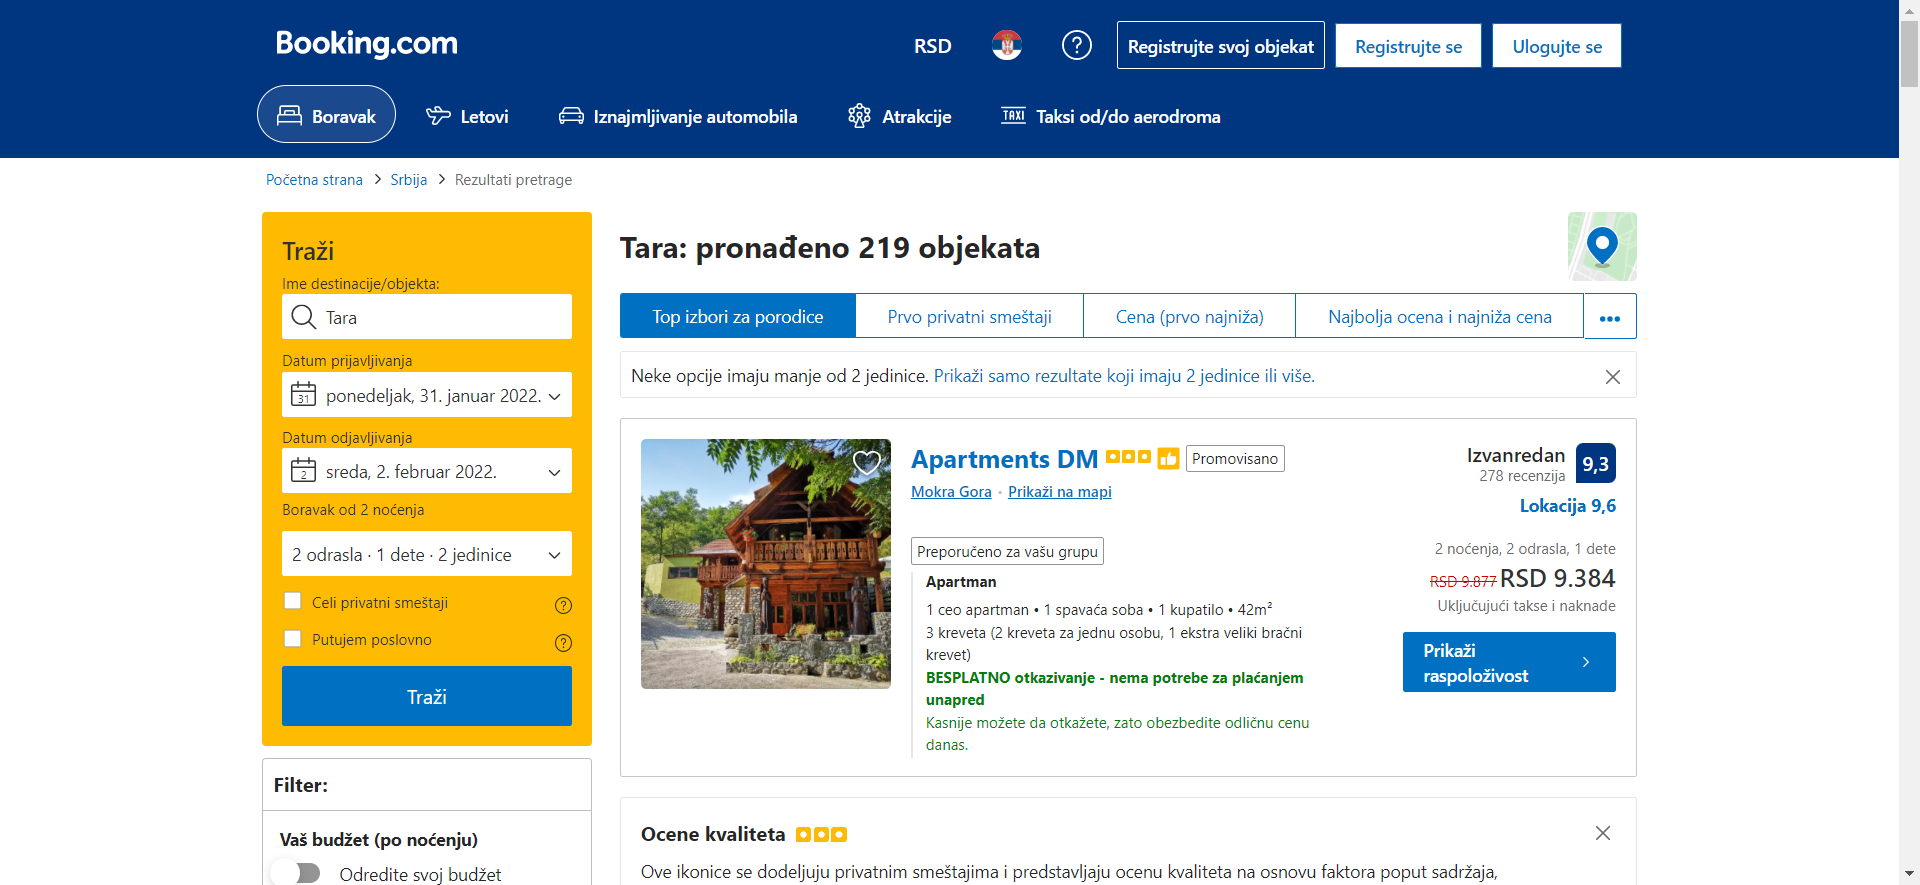 Booking.com
RSD
?
Registrujte svoj objekat
Registrujte se
Ulogujte se
Boravak
Letovi
Iznajmljivanje automobila
Atrakcije
TAXI
Taksi od/do aerodroma
Početna strana > Srbija > Rezultati pretrage
Traži
Ime destinacije/objekta:
Tara
Datum prijavljivanja
31
ponedeljak, 31. januar 2022.
Datum odjavljivanja
2
sreda, 2. februar 2022.
Boravak od 2 noćenja
2 odrasla · 1 dete · 2 jedinice
Celi privatni smeštaji
?
Putujem poslovno
?
Traži
Filter:
Vaš budžet (po noćenju)
Odredite svoj budžet
Tara: pronađeno 219 objekata
Top izbori za porodice
Prvo privatni smeštaji
Cena (prvo najniža)
Najbolja ocena i najniža cena
Neke opcije imaju manje od 2 jedinice. Prikaži samo rezultate koji imaju 2 jedinice ili više.
Apartments DM
Promovisano
Mokra Gora · Prikaži na mapi
Preporučeno za vašu grupu
Apartman
1 ceo apartman • 1 spavaća soba • 1 kupatilo • 42m²
3 kreveta (2 kreveta za jednu osobu, 1 ekstra veliki bračni
krevet)
BESPLATNO otkazivanje - nema potrebe za plaćanjem
unapred
Kasnije možete da otkažete, zato obezbedite odličnu cenu
danas.
Izvanredan
278 recenzija
9,3
Lokacija 9,6
2 noćenja, 2 odrasla, 1 dete
RSD 9.877 RSD 9.384
Uključujući takse i naknade
Prikaži
raspoloživost
Ocene kvaliteta
Ove ikonice se dodeljuju privatnim smeštajima i predstavljaju ocenu kvaliteta na osnovu faktora poput sadržaja,